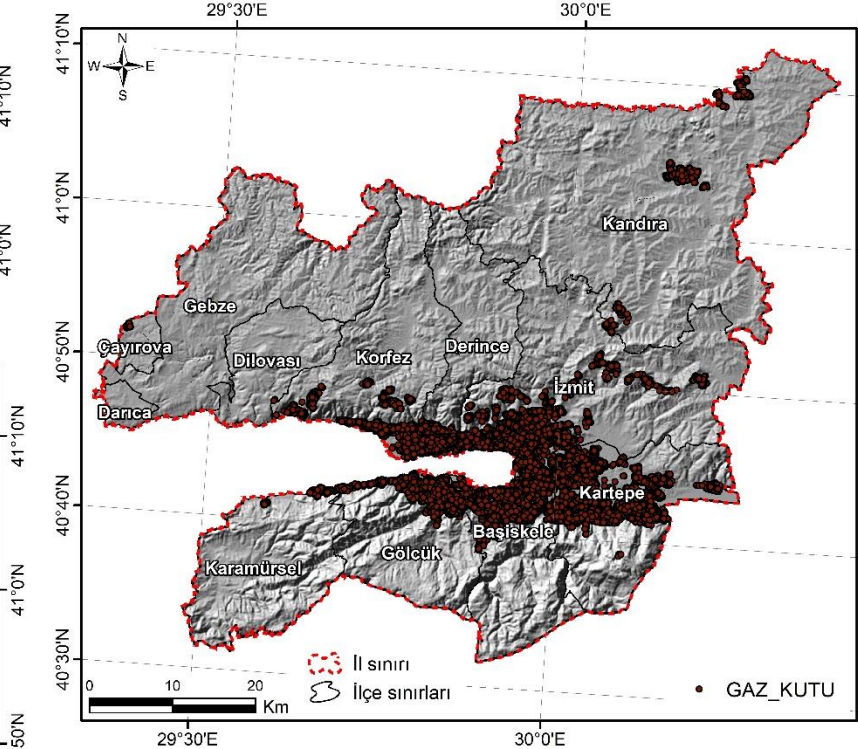 29°30'E 30°0'E
41°10'N
N
W E
S
41°10'N
41°0'N
Kandıra
41°0'N
Gebze
Çayırova
40°50'N
Dilovası
Korfez
Derince
İzmit
Darıca
41°10'N
40°40'N
Kartepe
Başiskele
Gölcük
Karamürsel
41°0'N
40°30'N
İl sınırı
İlçe sınırları
0 10 20
Km
GAZ_KUTU
50'N
29°30'E 30°0'E